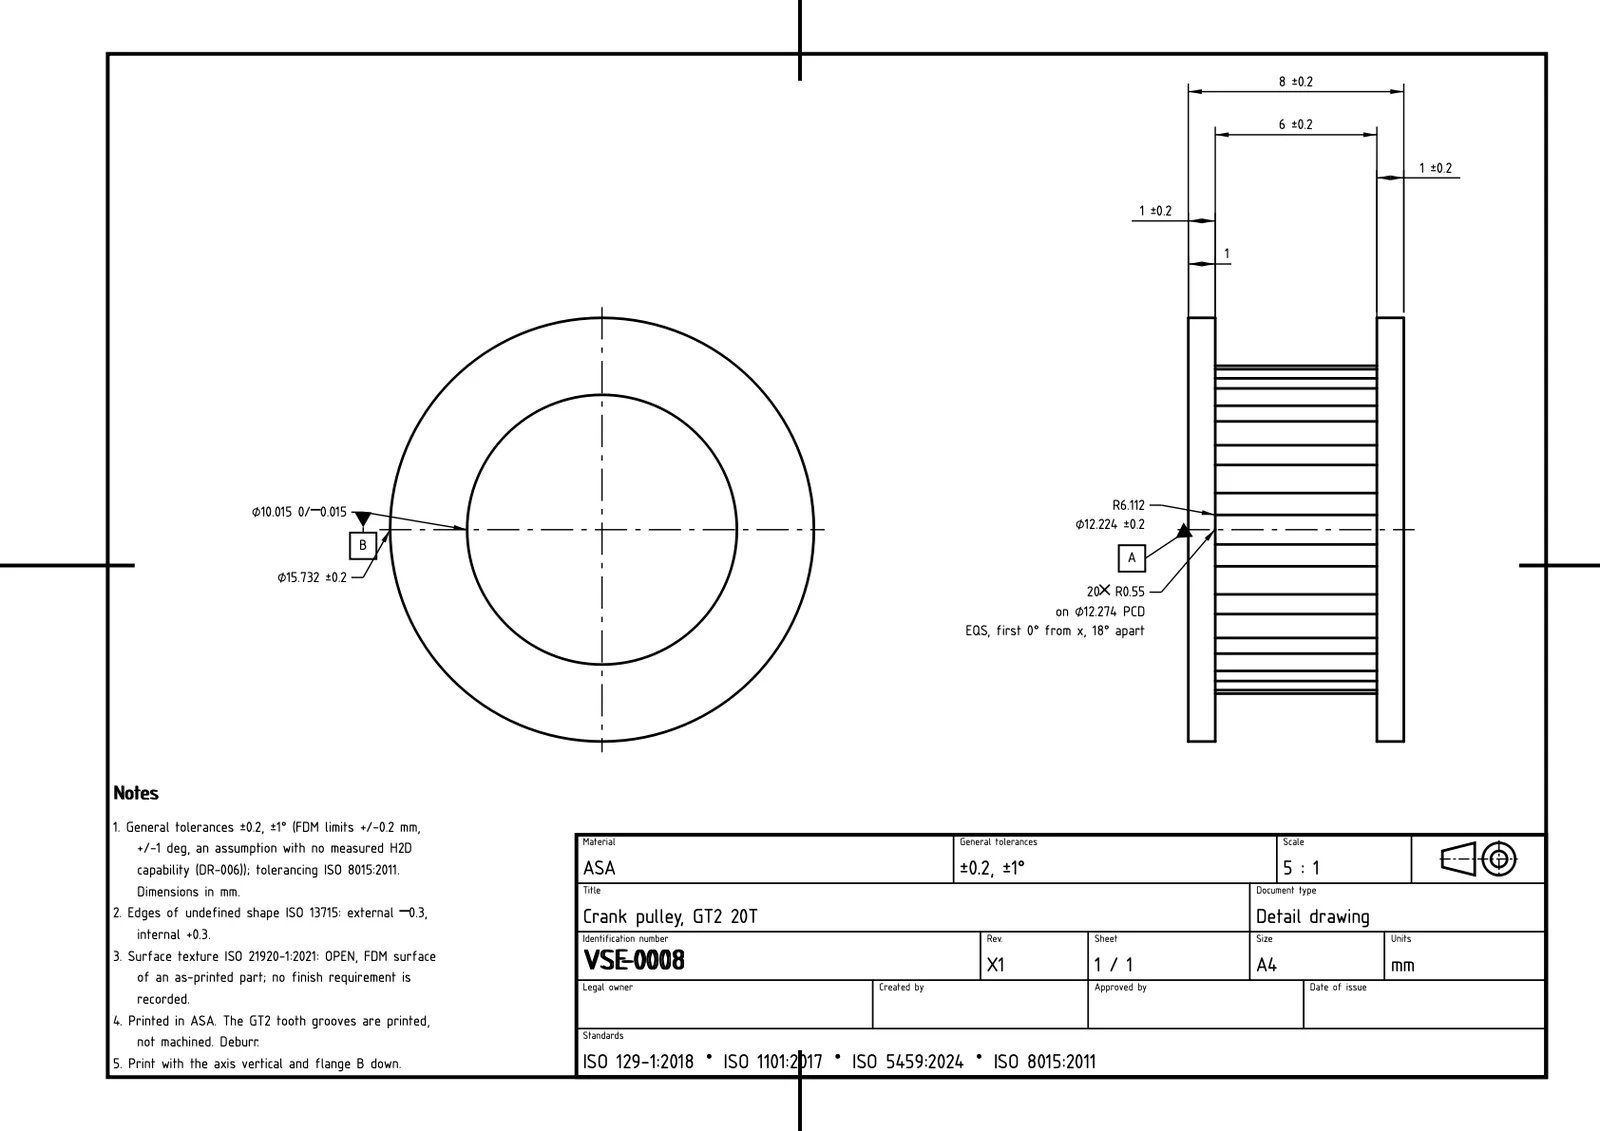 8 ±0.2
6 ±0.2
1 ±0.2
1 ±0.2
1
⌀10.015 0/−0.015
B
⌀15.732 ±0.2
R6.112
⌀12.224 ±0.2
A
20× R0.55
on ⌀12.274 PCD
EQS, first 0° from x, 18° apart
Notes
1. General tolerances ±0.2, ±1° (FDM limits +/-0.2 mm,
+/-1 deg, an assumption with no measured H2D
capability (DR-006)); tolerancing ISO 8015:2011.
Dimensions in mm.
2. Edges of undefined shape ISO 13715: external −0.3,
internal +0.3.
3. Surface texture ISO 21920-1:2021: OPEN, FDM surface
of an as-printed part; no finish requirement is
recorded.
4. Printed in ASA. The GT2 tooth grooves are printed,
not machined. Deburr.
5. Print with the axis vertical and flange B down.
Material
ASA
General tolerances
±0.2, ±1°
Scale
5 : 1
Title
Crank pulley, GT2 20T
Document type
Detail drawing
Identification number
VSE-0008
Rev.
X1
Sheet
1 / 1
Size
A4
Units
mm
Legal owner
Created by
Approved by
Date of issue
Standards
ISO 129-1:2018 • ISO 1101:2017 • ISO 5459:2024 • ISO 8015:2011